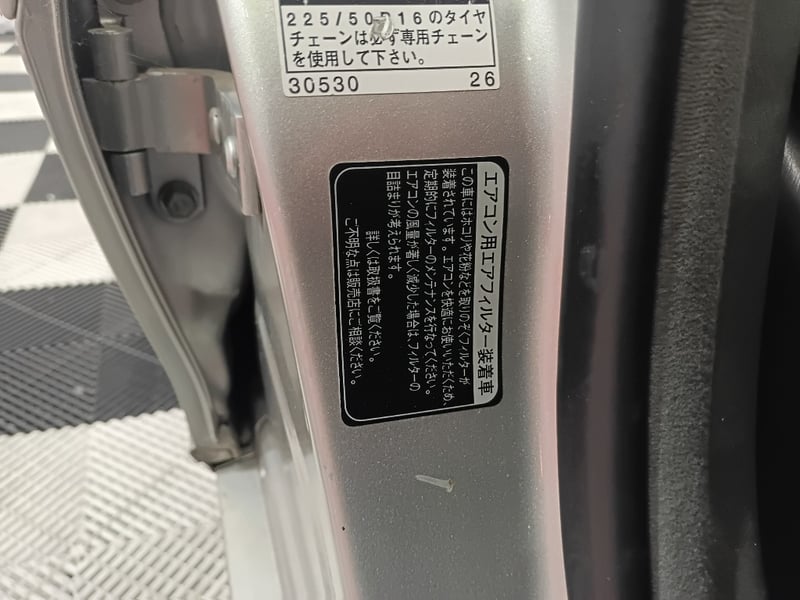 225/50R16のタイヤ
チェーンは必ず専用チェーン
を使用して下さい。
30530 26
エアコン用エアフィルター装着車
この車にはホコリや花粉などを取りのぞくフィルターが
装着されています。エアコンを快適にお使いいただくため、
定期的にフィルターのメンテナンスを行なってください。
エアコンの風量が著しく減少した場合は、フィルターの
目詰まりが考えられます。
詳しくは取扱書をご覧ください。
ご不明な点は販売店にご相談ください。